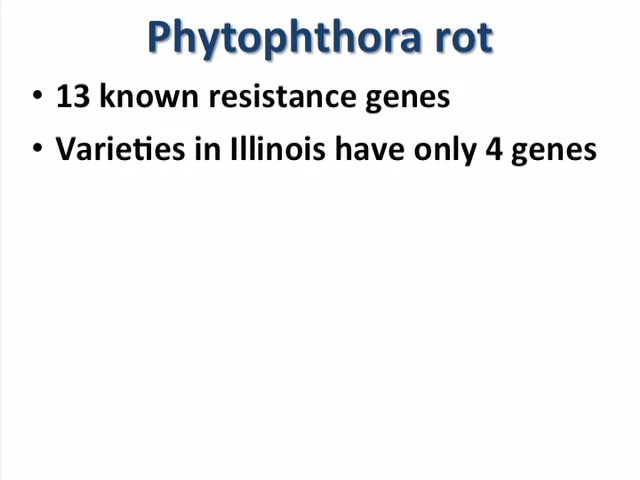 Phytophthora rot
• 13 known resistance genes
• Varieties in Illinois have only 4 genes